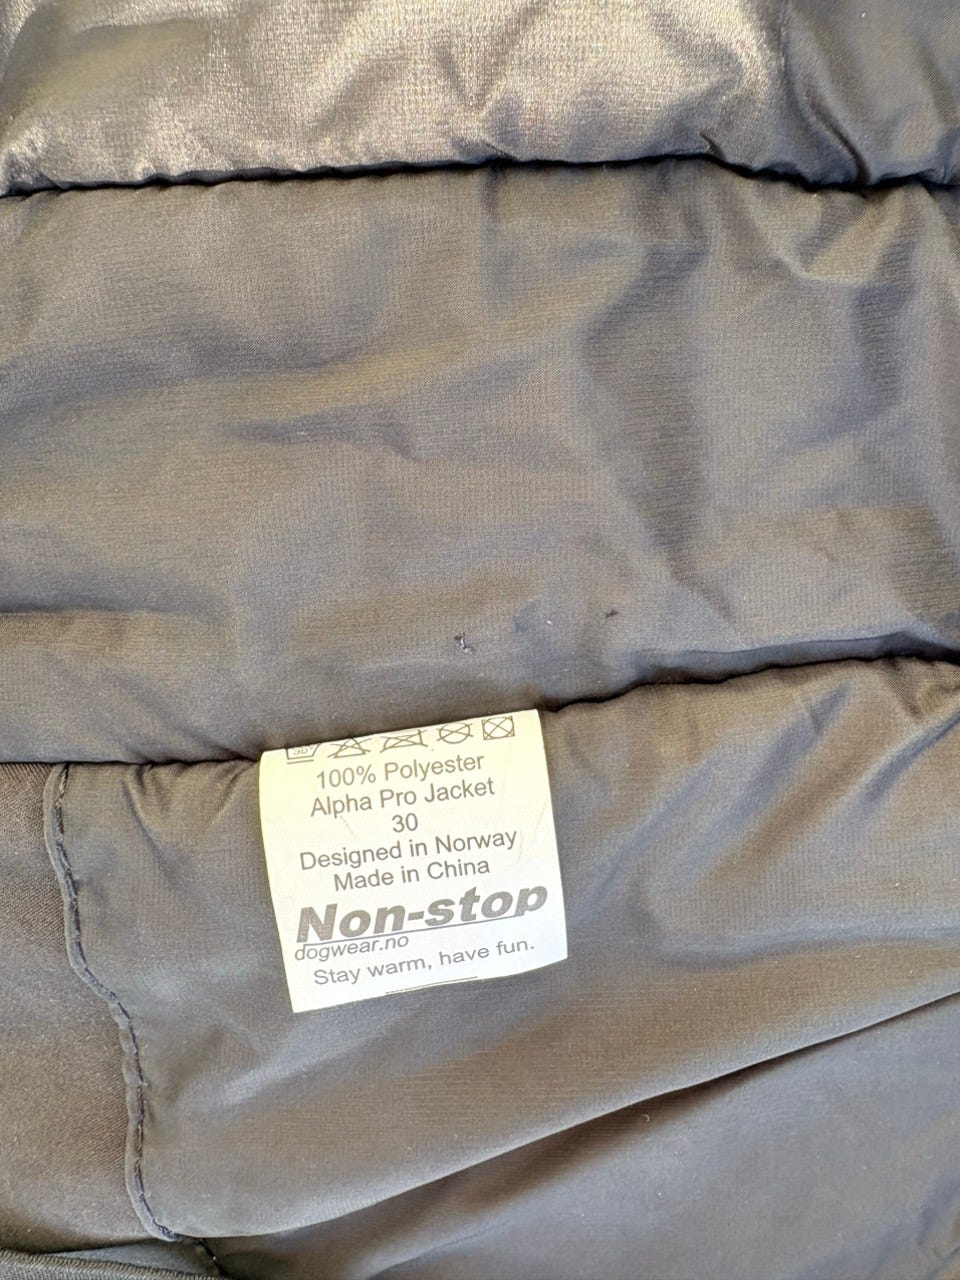 30°
100% Polyester
Alpha Pro Jacket
30
Designed in Norway
Made in China
Non-stop
dogwear.no
Stay warm, have fun.